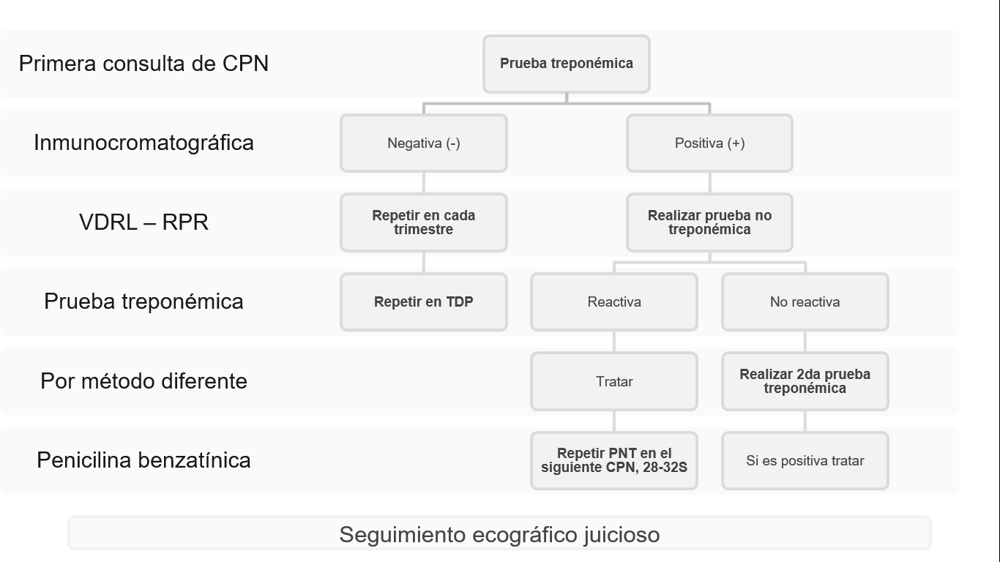 Primera consulta de CPN
Prueba treponémica
Inmunocromatográfica
Negativa (-)
Positiva (+)
VDRL – RPR
Repetir en cada
trimestre
Realizar prueba no
treponémica
Prueba treponémica
Repetir en TDP
Reactiva
No reactiva
Por método diferente
Tratar
Realizar 2da prueba
treponémica
Penicilina benzatínica
Repetir PNT en el
siguiente CPN, 28-32S
Si es positiva tratar
Seguimiento ecográfico juicioso